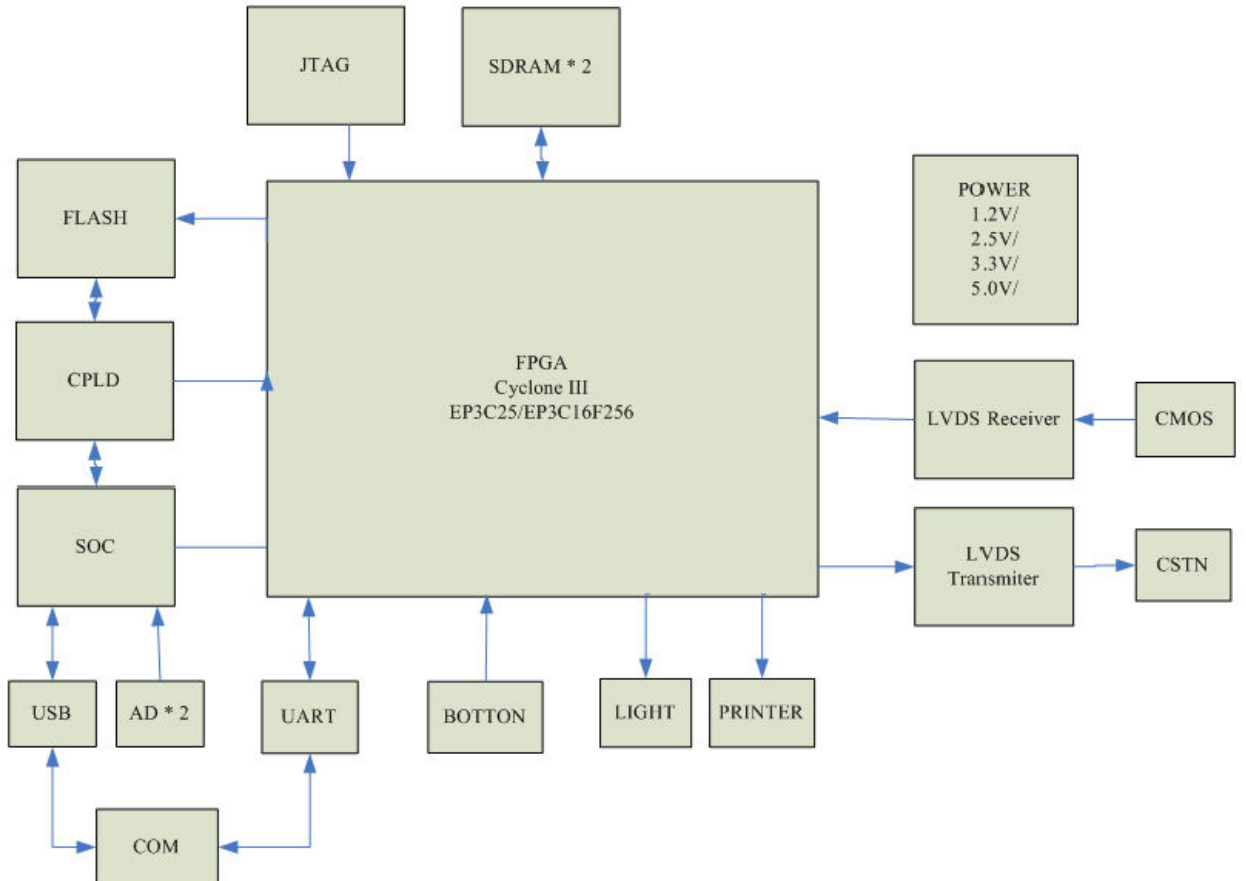 JTAG
SDRAM * 2
FLASH
POWER
1.2V/
2.5V/
3.3V/
5.0V/
CPLD
FPGA
Cyclone III
EP3C25/EP3C16F256
LVDS Receiver
CMOS
SOC
LVDS
Transmiter
CSTN
USB
AD * 2
UART
BOTTON
LIGHT
PRINTER
COM